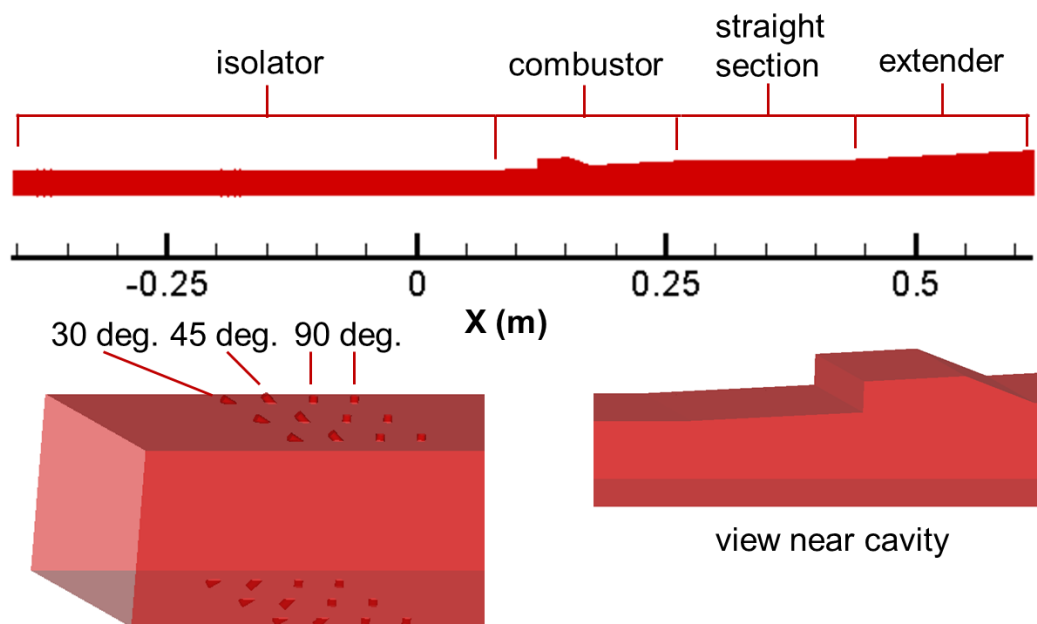 isolator
combustor
straight
section
extender
-0.25
0
0.25
0.5
X (m)
30 deg. 45 deg. 90 deg.
view near cavity